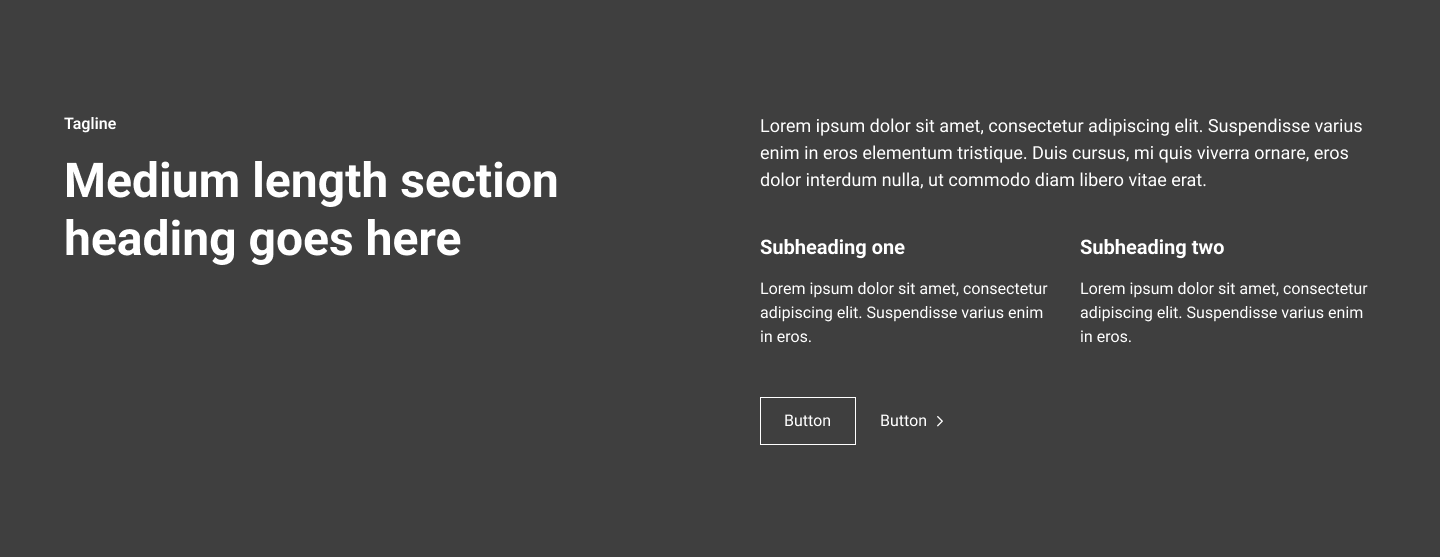 Tagline
Medium length section
heading goes here
Lorem ipsum dolor sit amet, consectetur adipiscing elit. Suspendisse varius
enim in eros elementum tristique. Duis cursus, mi quis viverra ornare, eros
dolor interdum nulla, ut commodo diam libero vitae erat.
Subheading one
Lorem ipsum dolor sit amet, consectetur
adipiscing elit. Suspendisse varius enim
in eros.
Subheading two
Lorem ipsum dolor sit amet, consectetur
adipiscing elit. Suspendisse varius enim
in eros.
Button
Button